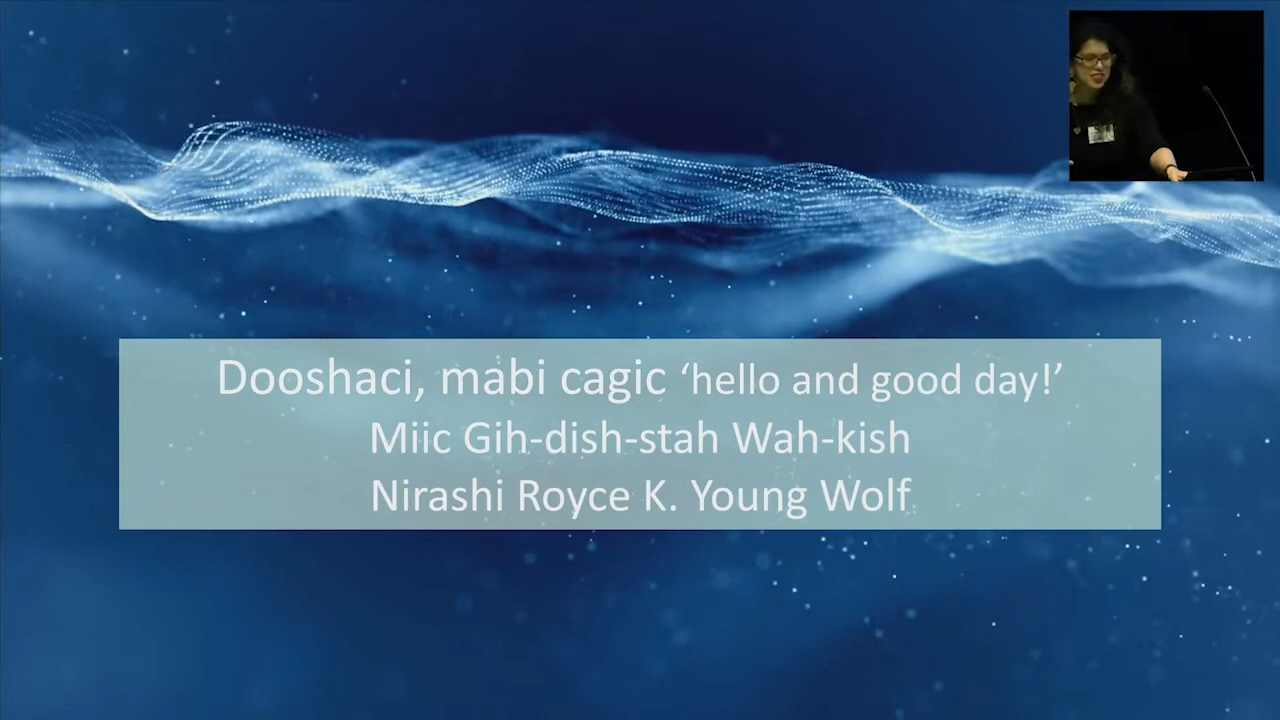 Dooshaci, mabi cagic ‘hello and good day!’
Miic Gih-dish-stah Wah-kish
Nirashi Royce K. Young Wolf